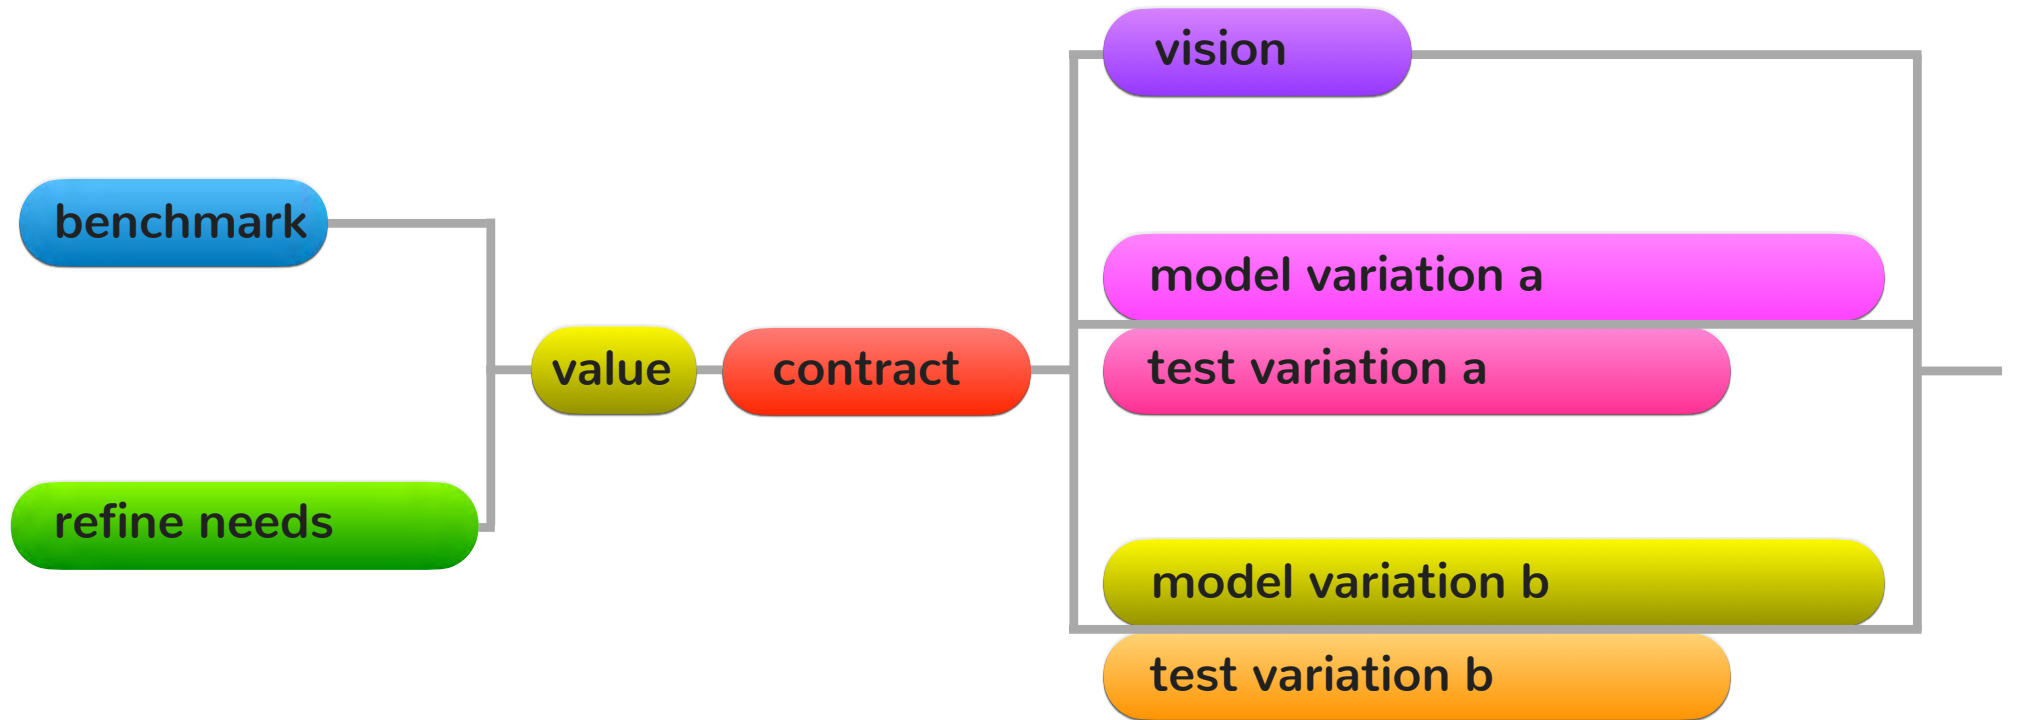 vision
benchmark
model variation a
value
contract
test variation a
refine needs
model variation b
test variation b